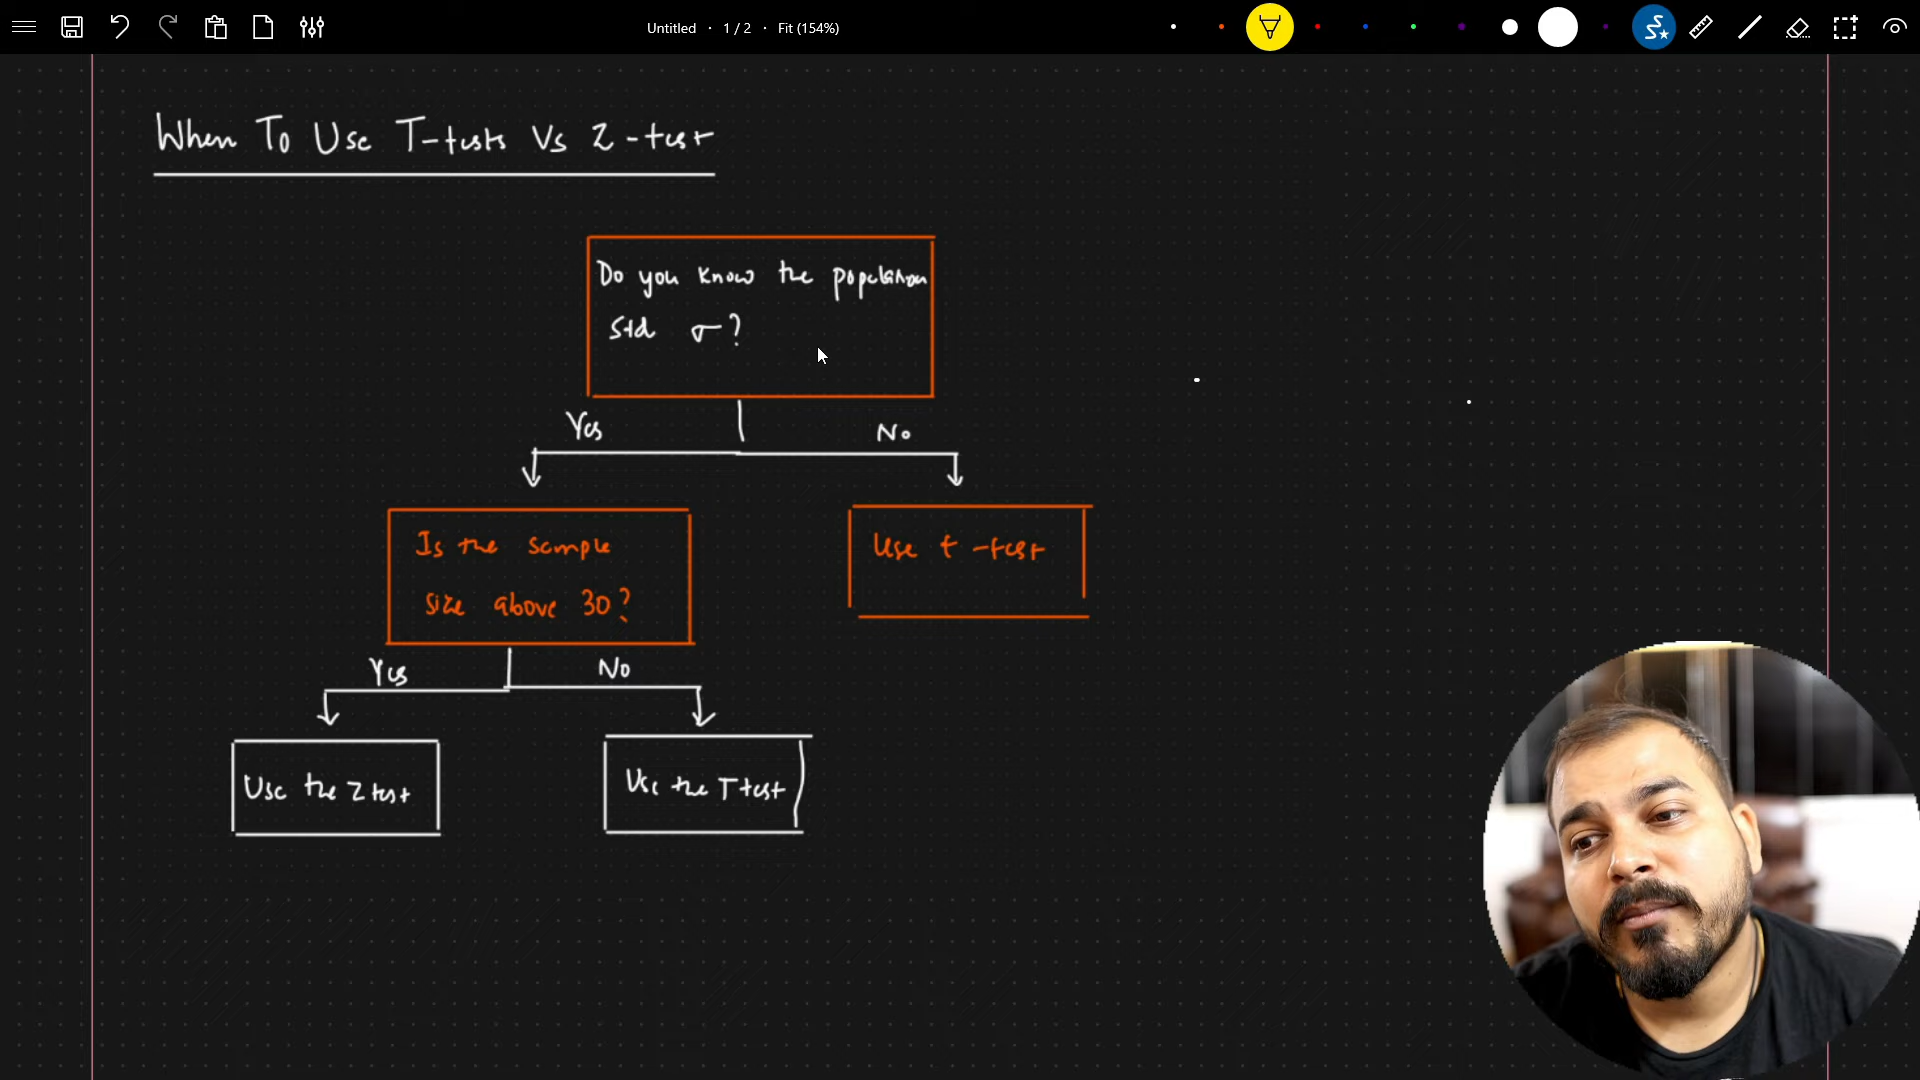 Untitled · 1 / 2 · Fit (154%)
When To Use T-tests Vs Z-test
Do you know the population
std σ?
Yes
No
Is the sample
size above 30?
Use t-test
Yes
No
Use the Z test
Use the T test